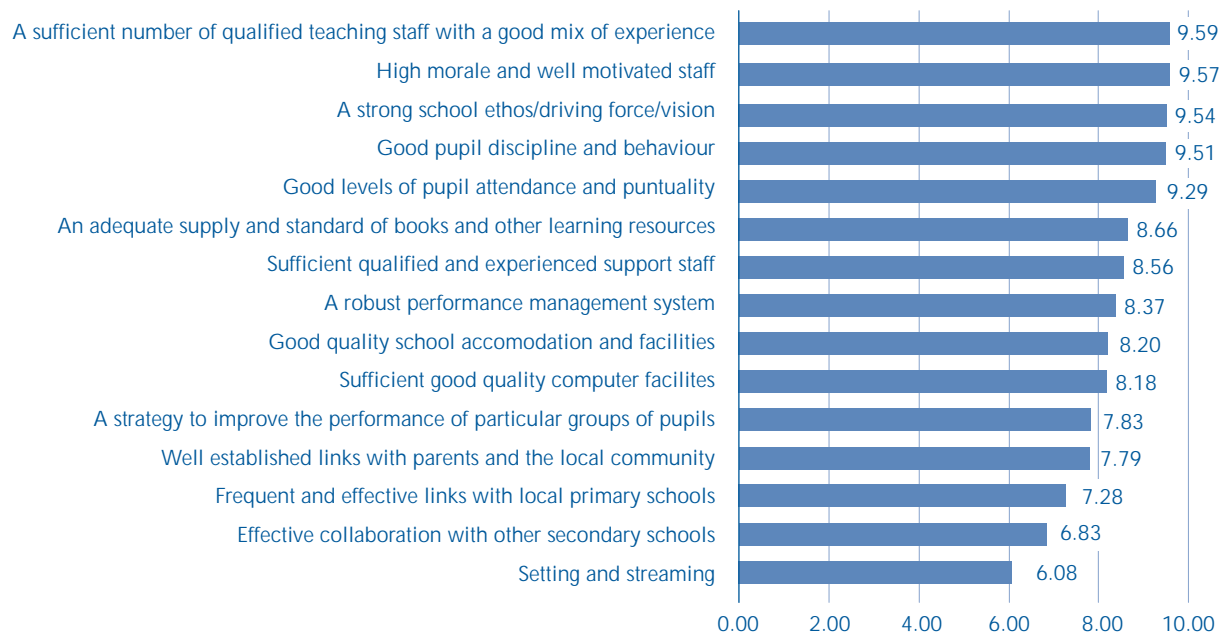 A sufficient number of qualified teaching staff with a good mix of experience 9.59
High morale and well motivated staff 9.57
A strong school ethos/driving force/vision 9.54
Good pupil discipline and behaviour 9.51
Good levels of pupil attendance and puntuality 9.29
An adequate supply and standard of books and other learning resources 8.66
Sufficient qualified and experienced support staff 8.56
A robust performance management system 8.37
Good quality school accomodation and facilities 8.20
Sufficient good quality computer facilites 8.18
A strategy to improve the performance of particular groups of pupils 7.83
Well established links with parents and the local community 7.79
Frequent and effective links with local primary schools 7.28
Effective collaboration with other secondary schools 6.83
Setting and streaming 6.08
0.00 2.00 4.00 6.00 8.00 10.00